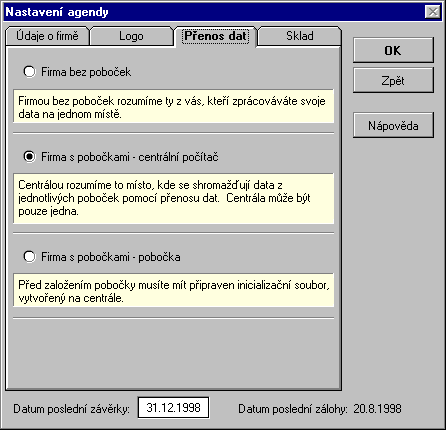 Nastavení agendy
Údaje o firmě Logo Přenos dat Sklad
OK
Zpět
Nápověda
Firma bez poboček
Firmou bez poboček rozumíme ty z vás, kteří zprácováváte svoje
data na jednom místě.
Firma s pobočkami - centrální počítač
Centrálou rozumíme to místo, kde se shromažďují data z
jednotlivých poboček pomocí přenosu dat. Centrála může být
pouze jedna.
Firma s pobočkami - pobočka
Před založením pobočky musíte mít připraven inicializační soubor,
vytvořený na centrále.
Datum poslední závěrky: 31.12.1998 Datum poslední zálohy: 20.8.1998